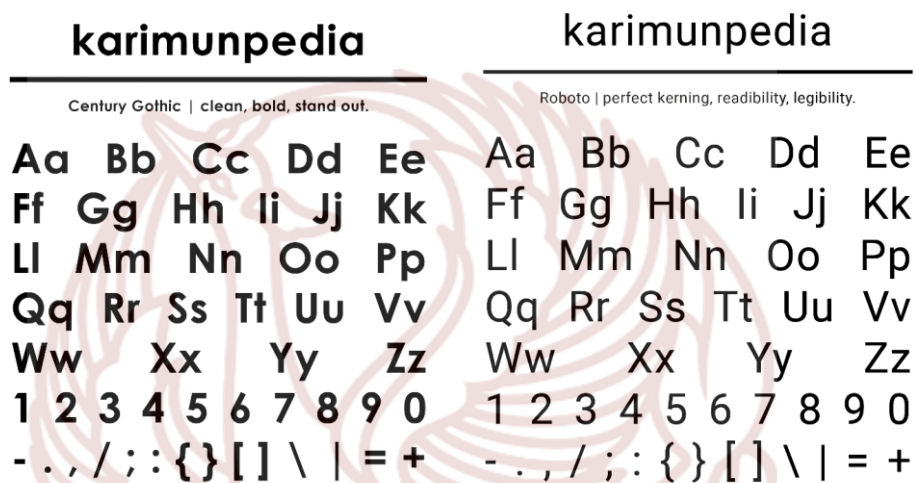 karimunpedia
Century Gothic | clean, bold, stand out.
Aa Bb Cc Dd Ee
Ff Gg Hh Ii Jj Kk
Ll Mm Nn Oo Pp
Qq Rr Ss Tt Uu Vv
Ww Xx Yy Zz
1 2 3 4 5 6 7 8 9 0
- . , / ; : { } [ ] \ | = +
karimunpedia
Roboto | perfect kerning, readibility, legibility.
Aa Bb Cc Dd Ee
Ff Gg Hh Ii Jj Kk
Ll Mm Nn Oo Pp
Qq Rr Ss Tt Uu Vv
Ww Xx Yy Zz
1 2 3 4 5 6 7 8 9 0
- . , / ; : { } [ ] \ | = +